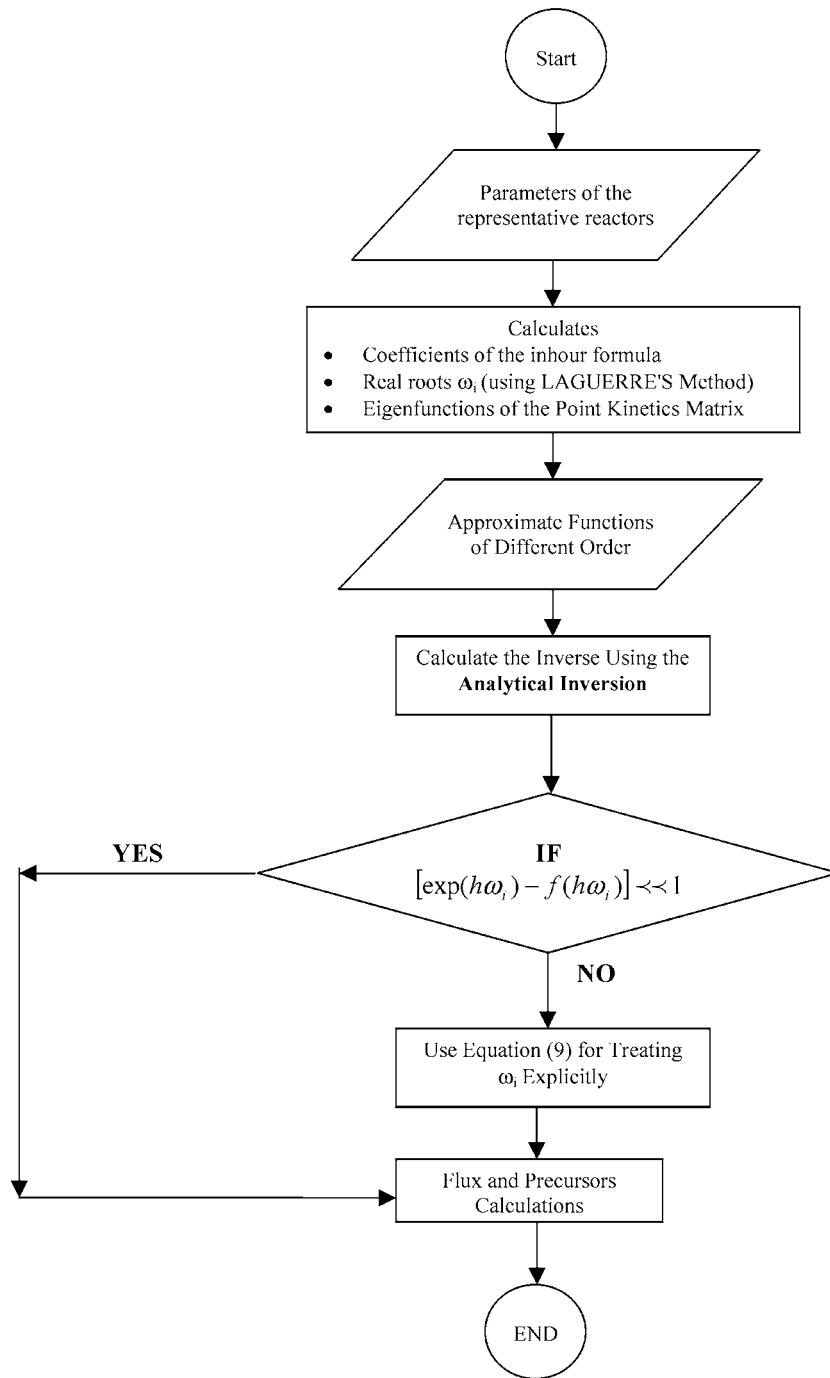 Start
Parameters of the
representative reactors
Calculates
• Coefficients of the inhour formula
• Real roots ωi (using LAGUERRE'S Method)
• Eigenfunctions of the Point Kinetics Matrix
Approximate Functions
of Different Order
Calculate the Inverse Using the
Analytical Inversion
YES
IF
[exp(hωi) − f(hωi)] ≺≺ 1
NO
Use Equation (9) for Treating
ωi Explicitly
Flux and Precursors
Calculations
END